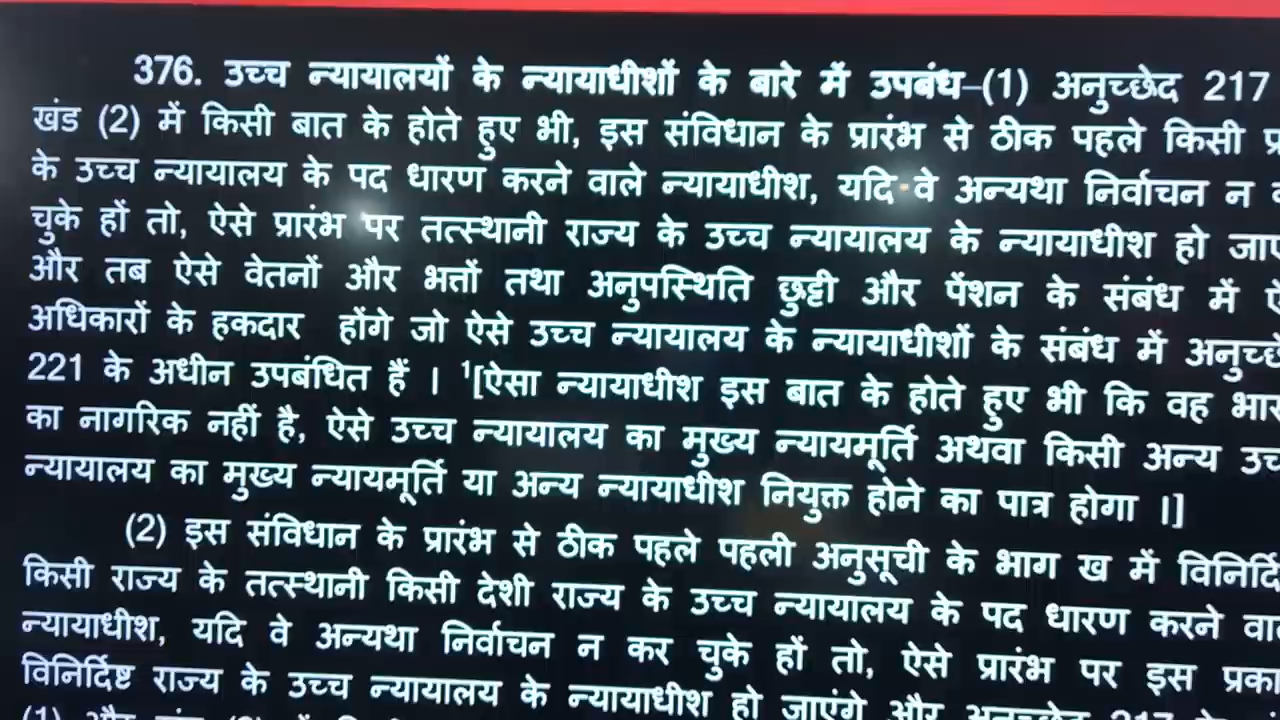 376. उच्च न्यायालयों के न्यायाधीशों के बारे में उपबंध–(1) अनुच्छेद 217
खंड (2) में किसी बात के होते हुए भी, इस संविधान के प्रारंभ से ठीक पहले किसी
के उच्च न्यायालय के पद धारण करने वाले न्यायाधीश, यदि वे अन्यथा निर्वाचन न
चुके हों तो, ऐसे प्रारंभ पर तत्स्थानी राज्य के उच्च न्यायालय के न्यायाधीश हो
और तब ऐसे वेतनों और भत्तों तथा अनुपस्थिति छुट्टी और पेंशन के संबंध में
अधिकारों के हकदार होंगे जो ऐसे उच्च न्यायालय के न्यायाधीशों के संबंध में
221 के अधीन उपबंधित हैं । ¹[ऐसा न्यायाधीश इस बात के होते हुए भी कि वह
का नागरिक नहीं है, ऐसे उच्च न्यायालय का मुख्य न्यायमूर्ति अथवा किसी अन्य
न्यायालय का मुख्य न्यायमूर्ति या अन्य न्यायाधीश नियुक्त होने का पात्र होगा ।]
(2) इस संविधान के प्रारंभ से ठीक पहले पहली अनुसूची के भाग ख में
किसी राज्य के तत्स्थानी किसी देशी राज्य के उच्च न्यायालय के पद धारण करने
न्यायाधीश, यदि वे अन्यथा निर्वाचन न कर चुके हों तो, ऐसे प्रारंभ पर इस
विनिर्दिष्ट राज्य के उच्च न्यायालय के न्यायाधीश हो जाएंगे और अनुच्छेद 217